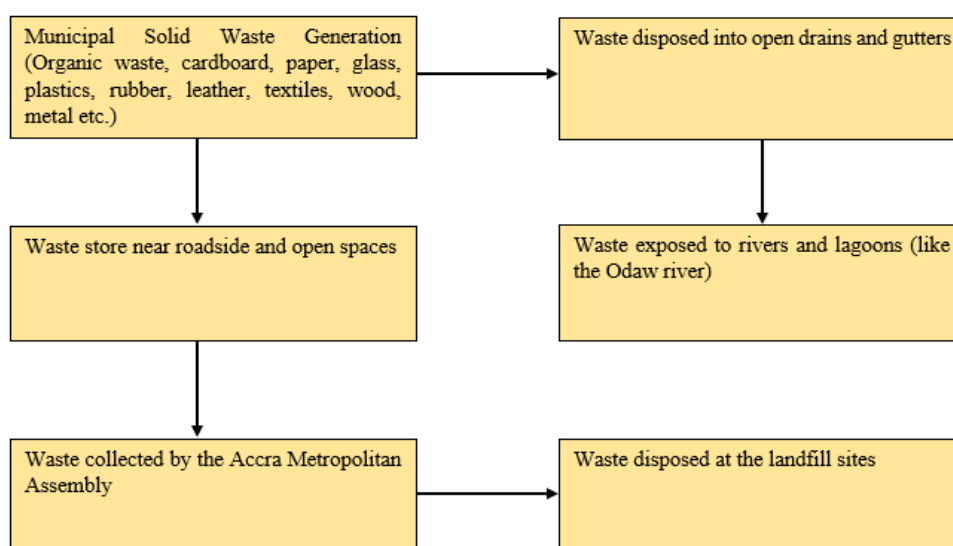 Municipal Solid Waste Generation
(Organic waste, cardboard, paper, glass,
plastics, rubber, leather, textiles, wood,
metal etc.)
Waste disposed into open drains and gutters
Waste store near roadside and open spaces
Waste exposed to rivers and lagoons (like
the Odaw river)
Waste collected by the Accra Metropolitan
Assembly
Waste disposed at the landfill sites